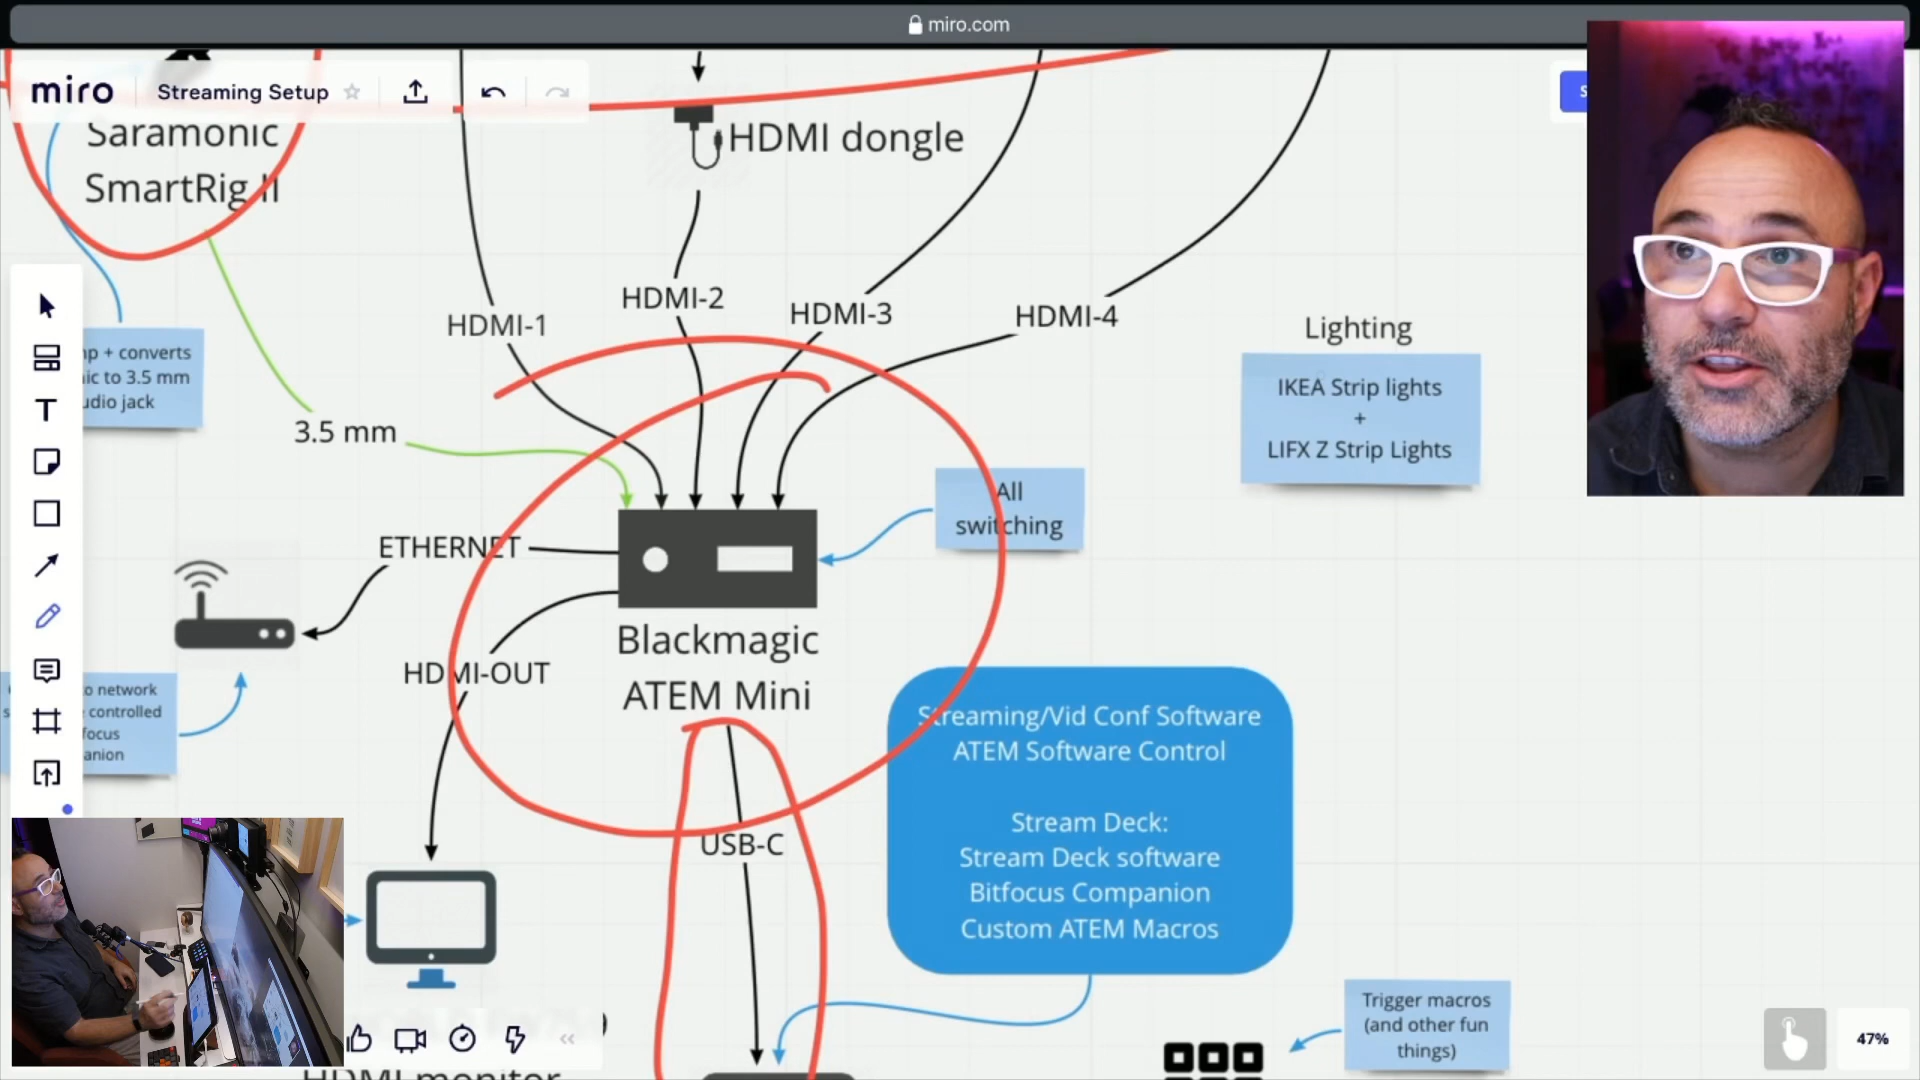 miro.com
miro
Streaming Setup
Saramonic
SmartRig II
HDMI dongle
HDMI-1
HDMI-2
HDMI-3
HDMI-4
Lighting
IKEA Strip lights
+
LIFX Z Strip Lights
converts
to 3.5 mm
jack
3.5 mm
All
switching
ETHERNET
HDMI-OUT
Blackmagic
ATEM Mini
network
controlled
USB-C
Streaming/Vid Conf Software
ATEM Software Control
Stream Deck:
Stream Deck software
Bitfocus Companion
Custom ATEM Macros
Trigger macros
(and other fun
things)
47%
HDMI monitor